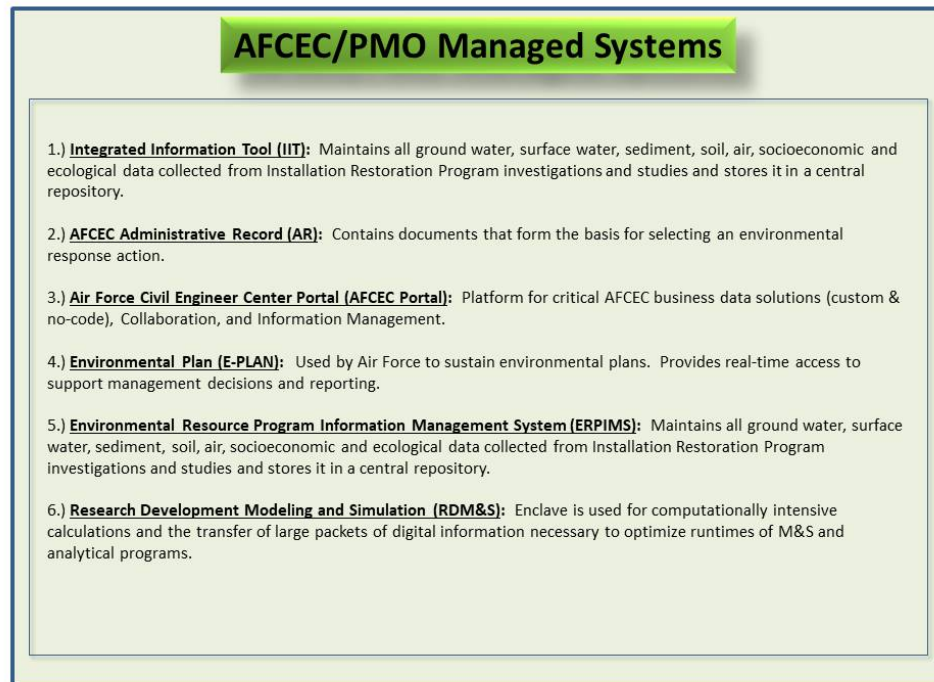 AFCEC/PMO Managed Systems
1.) Integrated Information Tool (IIT): Maintains all ground water, surface water, sediment, soil, air, socioeconomic and
ecological data collected from Installation Restoration Program investigations and studies and stores it in a central
repository.
2.) AFCEC Administrative Record (AR): Contains documents that form the basis for selecting an environmental
response action.
3.) Air Force Civil Engineer Center Portal (AFCEC Portal): Platform for critical AFCEC business data solutions (custom &
no-code), Collaboration, and Information Management.
4.) Environmental Plan (E-PLAN): Used by Air Force to sustain environmental plans. Provides real-time access to
support management decisions and reporting.
5.) Environmental Resource Program Information Management System (ERPIMS): Maintains all ground water, surface
water, sediment, soil, air, socioeconomic and ecological data collected from Installation Restoration Program
investigations and studies and stores it in a central repository.
6.) Research Development Modeling and Simulation (RDM&S): Enclave is used for computationally intensive
calculations and the transfer of large packets of digital information necessary to optimize runtimes of M&S and
analytical programs.